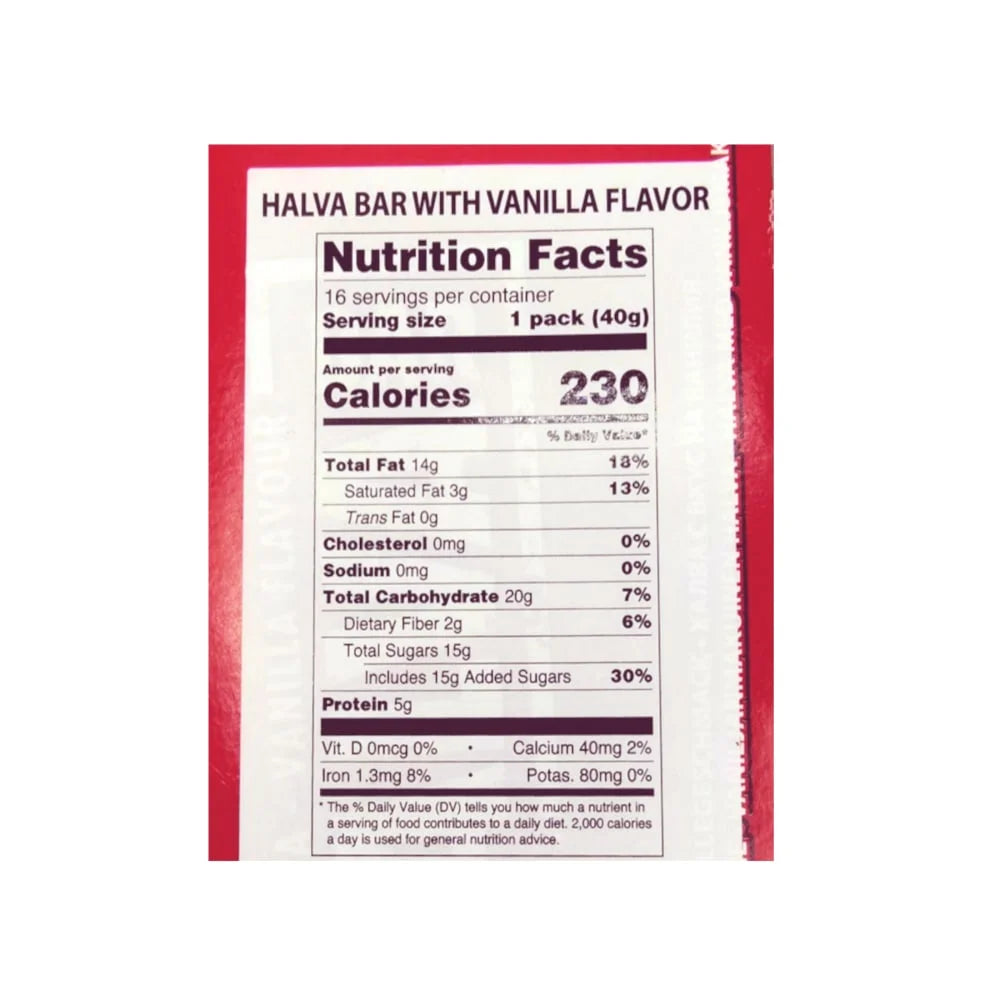 HALVA BAR WITH VANILLA FLAVOR
Nutrition Facts
16 servings per container
Serving size 1 pack (40g)
Amount per serving
Calories 230
% Daily Value*
Total Fat 14g 18%
Saturated Fat 3g 13%
Trans Fat 0g
Cholesterol 0mg 0%
Sodium 0mg 0%
Total Carbohydrate 20g 7%
Dietary Fiber 2g 6%
Total Sugars 15g
Includes 15g Added Sugars 30%
Protein 5g
Vit. D 0mcg 0% • Calcium 40mg 2%
Iron 1.3mg 8% • Potas. 80mg 0%
* The % Daily Value (DV) tells you how much a nutrient in
a serving of food contributes to a daily diet. 2,000 calories
a day is used for general nutrition advice.
VANILLA FLAVOUR
ХАЛВА С ВКУС НА ВАНИЛИЯ